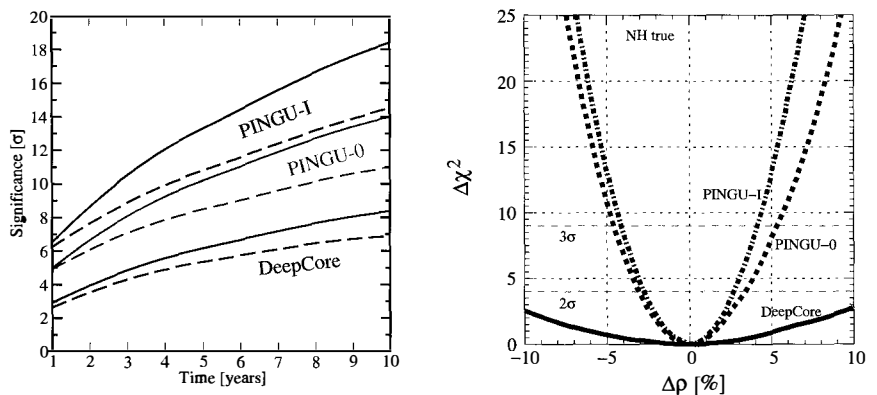 20
18
16
14
12
10
8
6
4
2
0
Significance [σ]
PINGU-I
PINGU-0
DeepCore
1 2 3 4 5 6 7 8 9 10
Time [years]
25
20
15
10
5
0
Δχ²
NH true
PINGU–I
3σ
PINGU–0
2σ
DeepCore
−10 −5 0 5 10
Δρ [%]